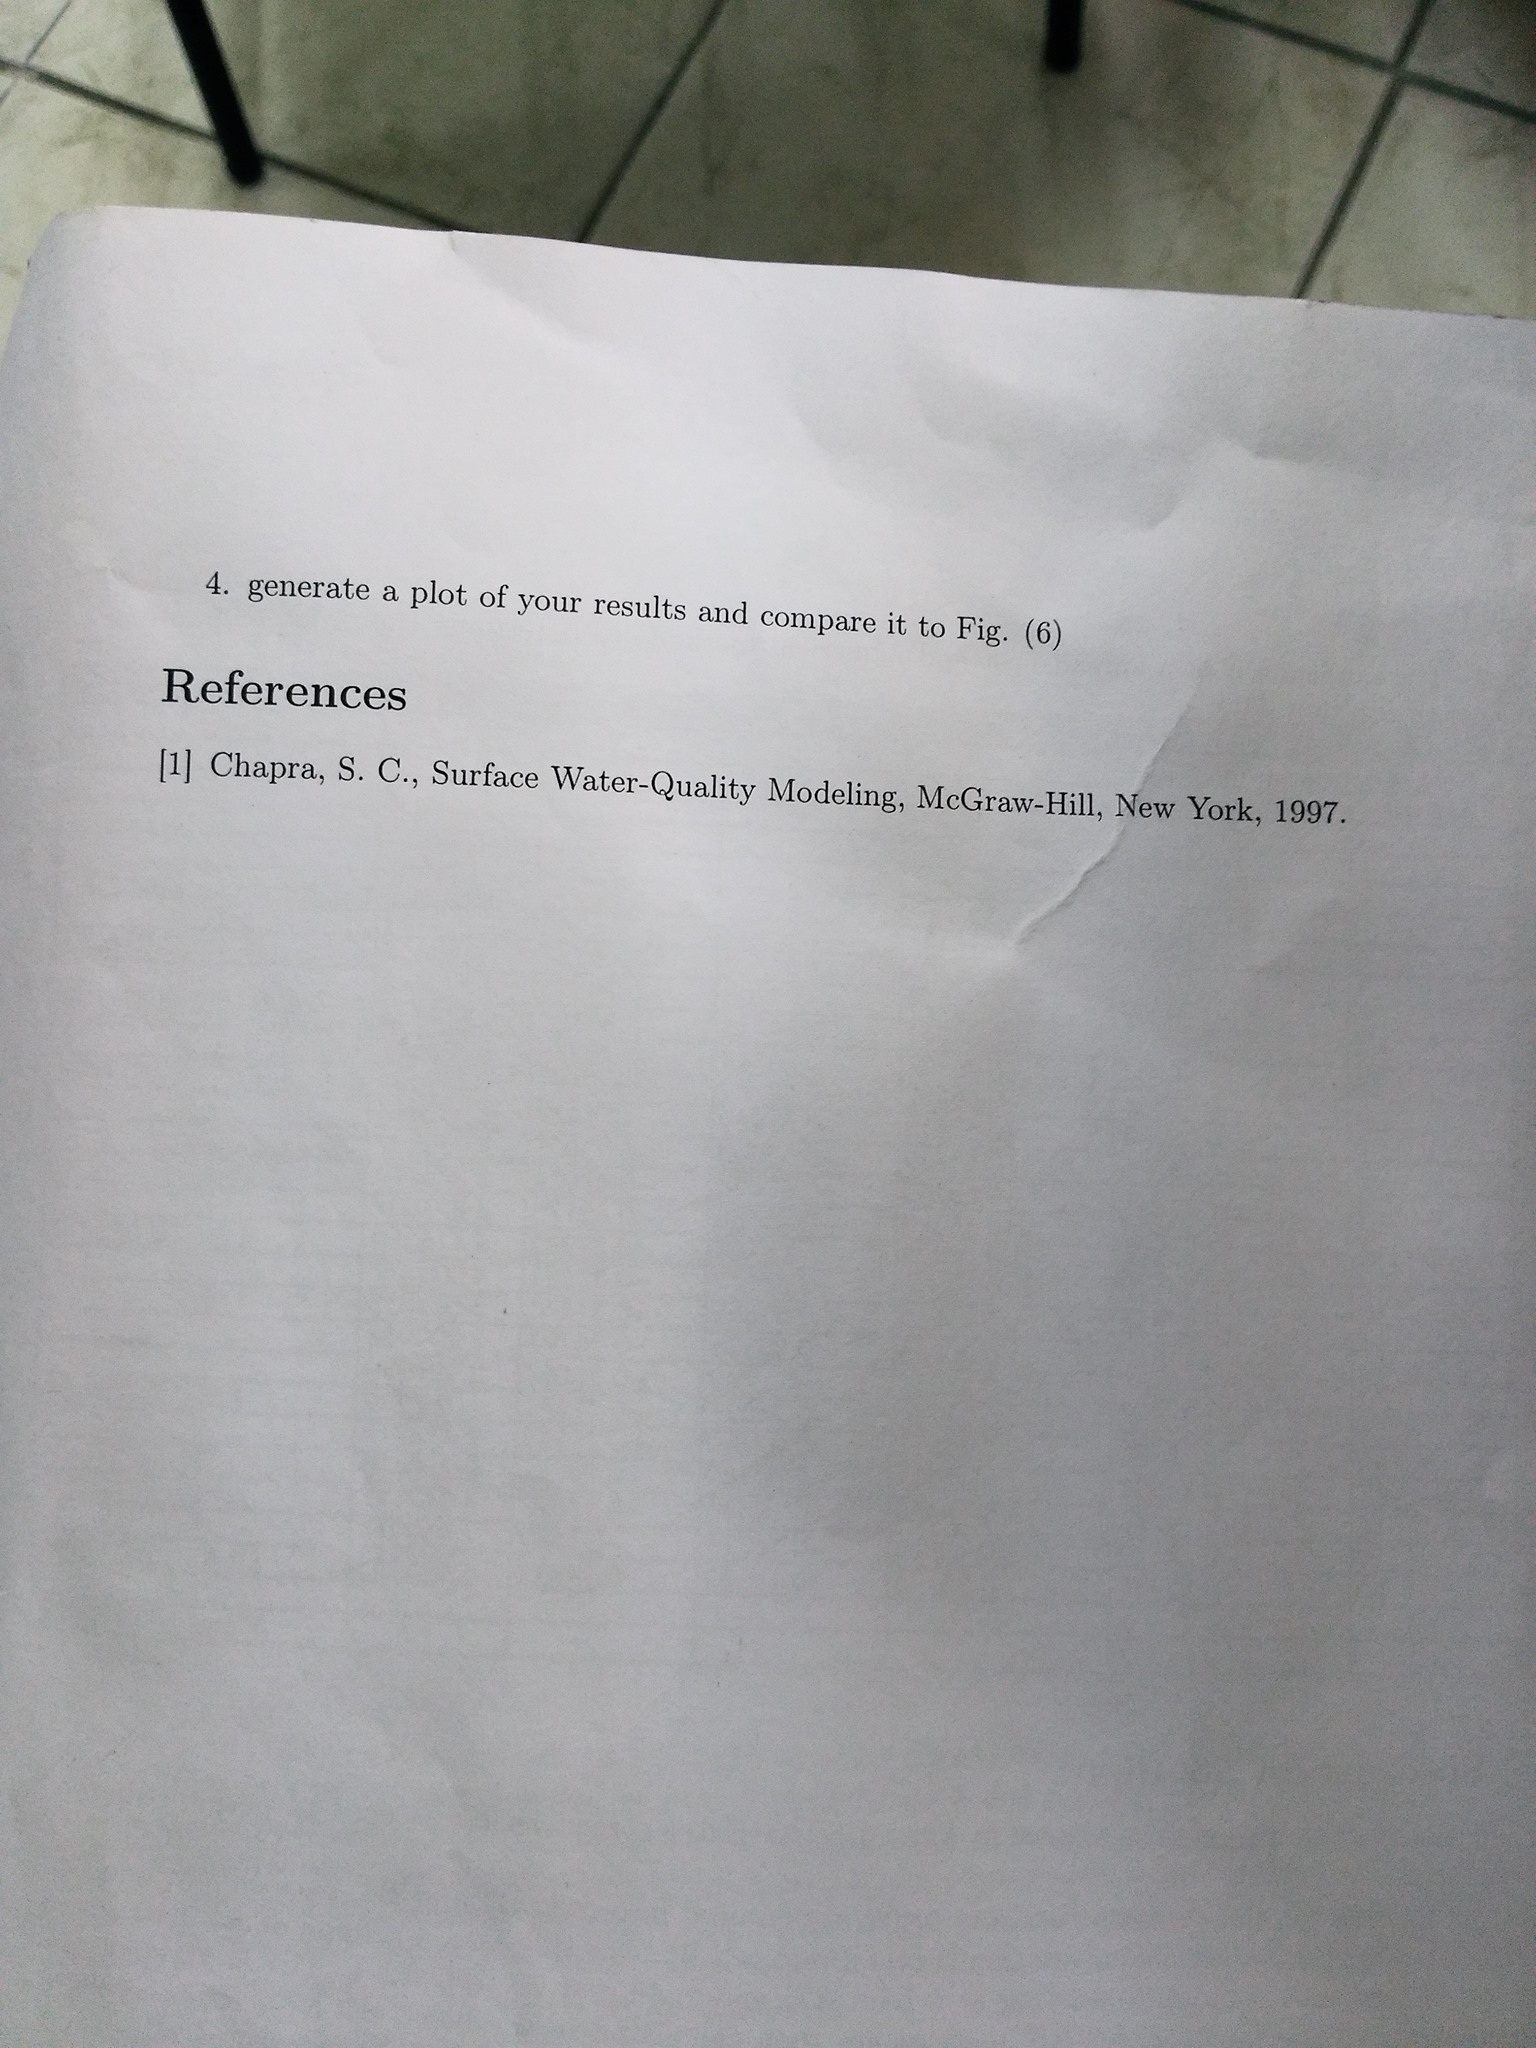 4. generate a plot of your results and compare it to Fig. (6)
References
[1] Chapra, S. C., Surface Water-Quality Modeling, McGraw-Hill, New York, 1997.